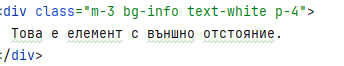 <div class="m-3 bg-info text-white p-4">
Това е елемент с външно отстояние.
</div>